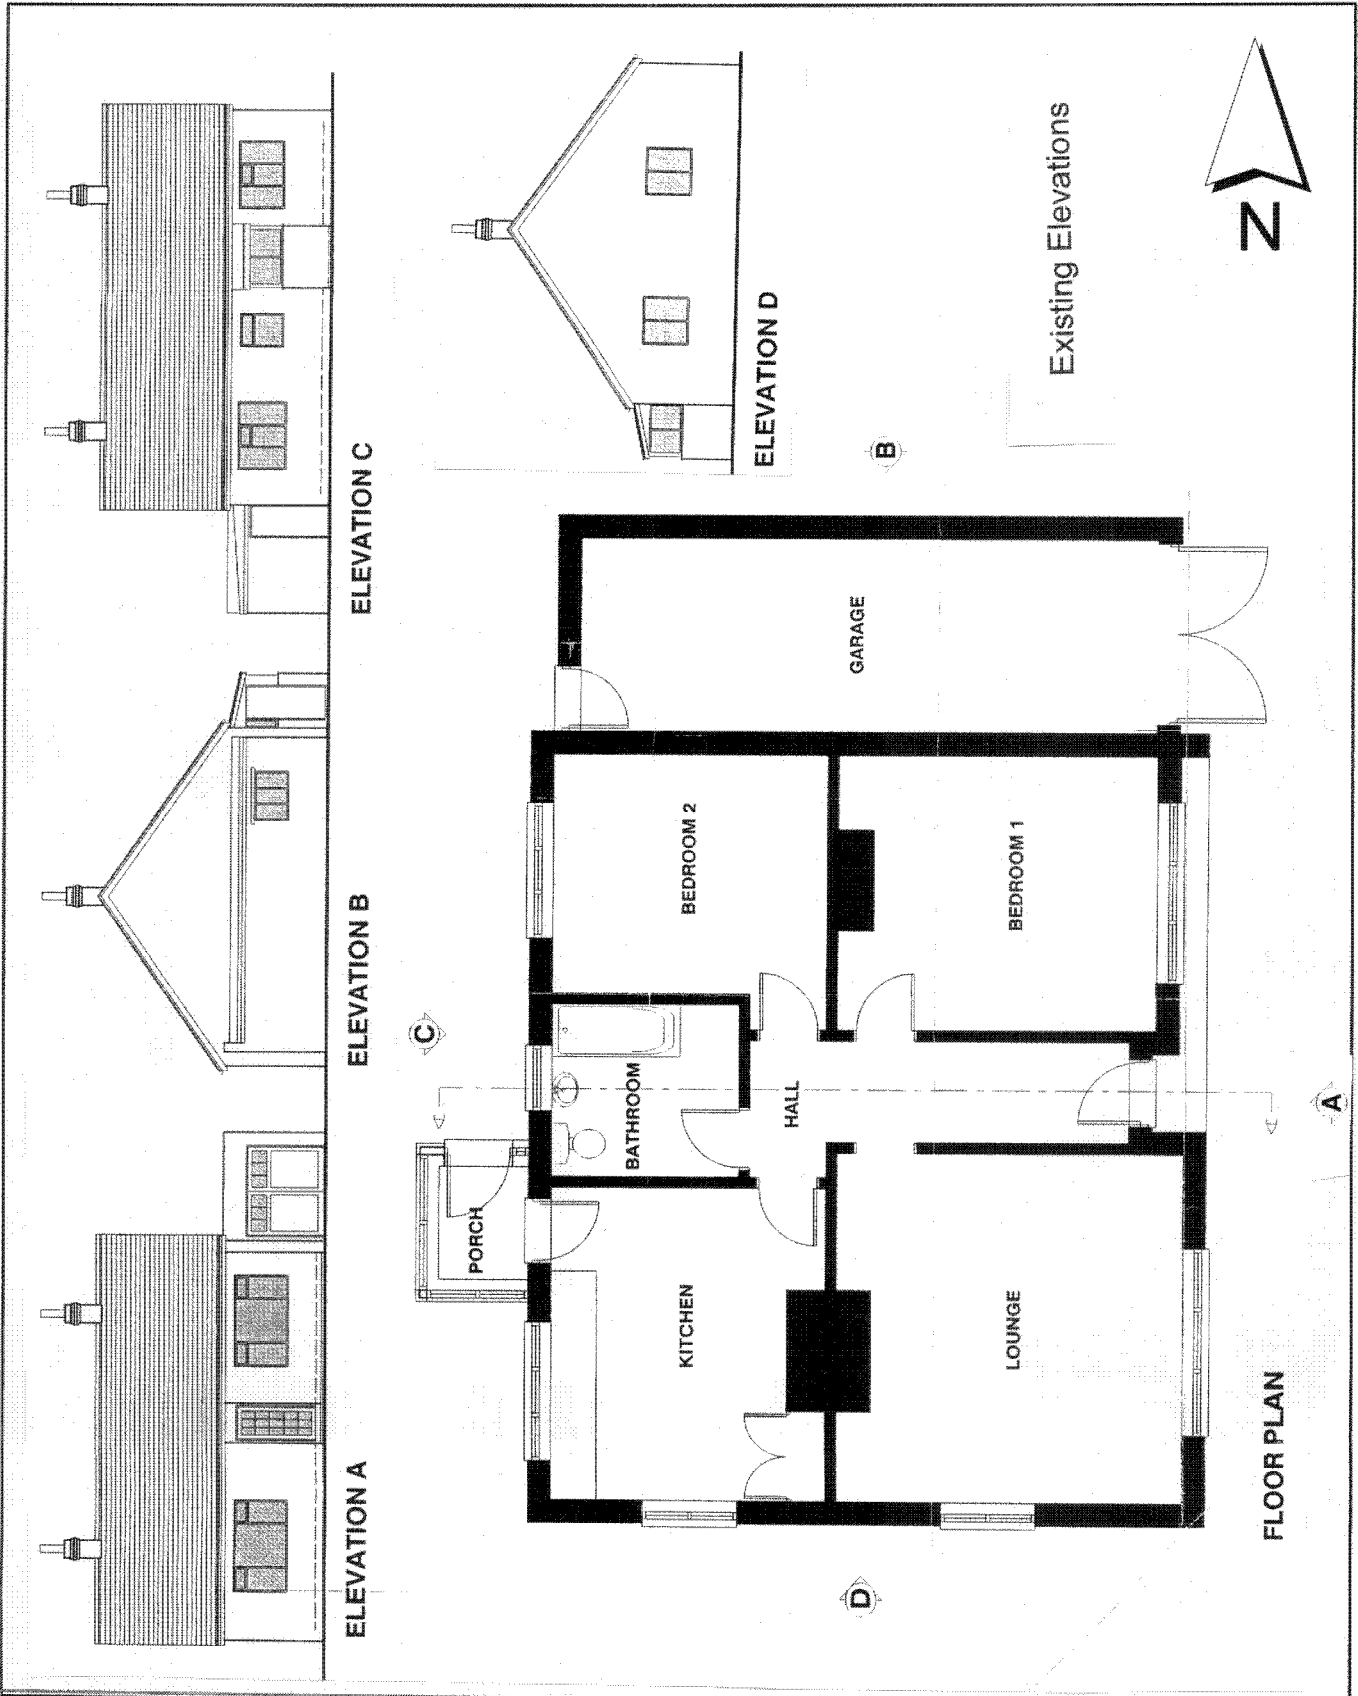 ELEVATION A
ELEVATION B
ELEVATION C
ELEVATION D
Existing Elevations
N
FLOOR PLAN
A
B
C
D
PORCH
KITCHEN
BATHROOM
HALL
BEDROOM 2
BEDROOM 1
LOUNGE
GARAGE